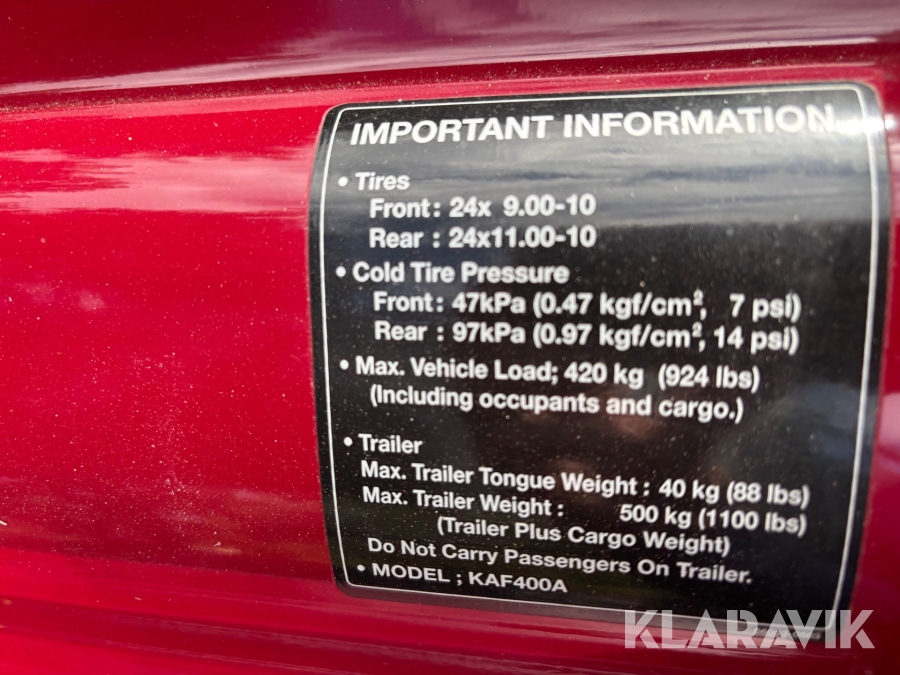 IMPORTANT INFORMATION
• Tires
Front: 24x 9.00-10
Rear : 24x11.00-10
• Cold Tire Pressure
Front: 47kPa (0.47 kgf/cm², 7 psi)
Rear : 97kPa (0.97 kgf/cm², 14 psi)
• Max. Vehicle Load; 420 kg (924 lbs)
(Including occupants and cargo.)
• Trailer
Max. Trailer Tongue Weight : 40 kg (88 lbs)
Max. Trailer Weight : 500 kg (1100 lbs)
(Trailer Plus Cargo Weight)
Do Not Carry Passengers On Trailer.
• MODEL ; KAF400A
KLARAVIK